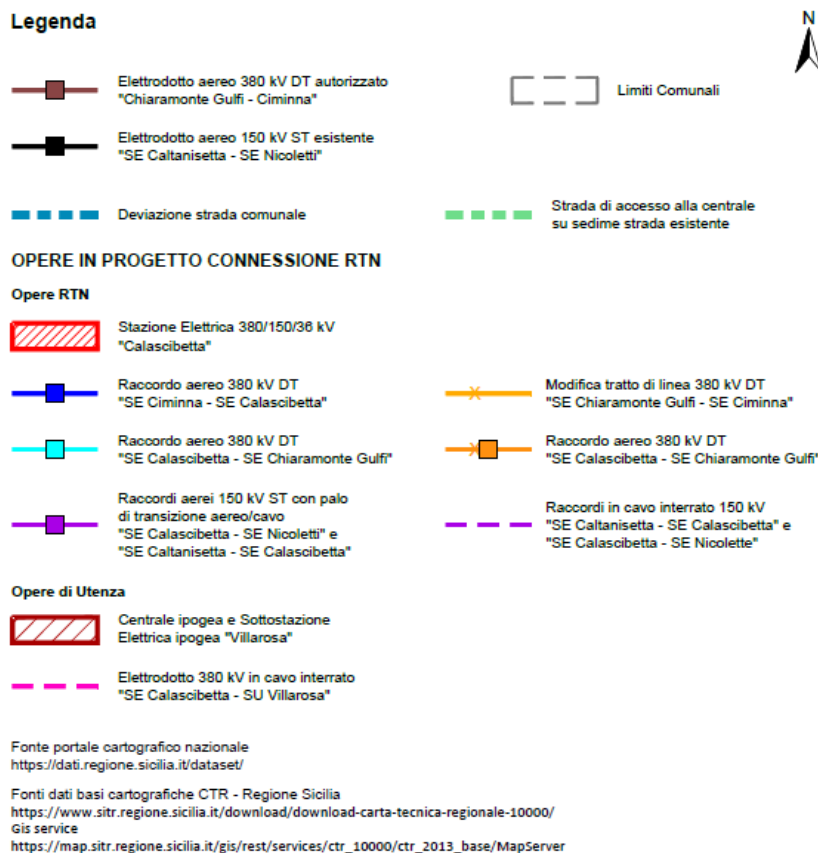 Legenda
N
Elettrodotto aereo 380 kV DT autorizzato
"Chiaramonte Gulfi - Ciminna"
Limiti Comunali
Elettrodotto aereo 150 kV ST esistente
"SE Caltanisetta - SE Nicoletti"
Deviazione strada comunale
Strada di accesso alla centrale
su sedime strada esistente
OPERE IN PROGETTO CONNESSIONE RTN
Opere RTN
Stazione Elettrica 380/150/36 kV
"Calascibetta"
Raccordo aereo 380 kV DT
"SE Ciminna - SE Calascibetta"
Modifica tratto di linea 380 kV DT
"SE Chiaramonte Gulfi - SE Ciminna"
Raccordo aereo 380 kV DT
"SE Calascibetta - SE Chiaramonte Gulfi"
Raccordo aereo 380 kV DT
"SE Calascibetta - SE Chiaramonte Gulfi"
Raccordi aerei 150 kV ST con palo
di transizione aereo/cavo
"SE Calascibetta - SE Nicoletti" e
"SE Caltanisetta - SE Calascibetta"
Raccordi in cavo interrato 150 kV
"SE Caltanisetta - SE Calascibetta" e
"SE Calascibetta - SE Nicolette"
Opere di Utenza
Centrale ipogea e Sottostazione
Elettrica ipogea "Villarosa"
Elettrodotto 380 kV in cavo interrato
"SE Calascibetta - SU Villarosa"
Fonte portale cartografico nazionale
https://dati.regione.sicilia.it/dataset/
Fonti dati basi cartografiche CTR - Regione Sicilia
https://www.sitr.regione.sicilia.it/download/download-carta-tecnica-regionale-10000/
Gis service
https://map.sitr.regione.sicilia.it/gis/rest/services/ctr_10000/ctr_2013_base/MapServer